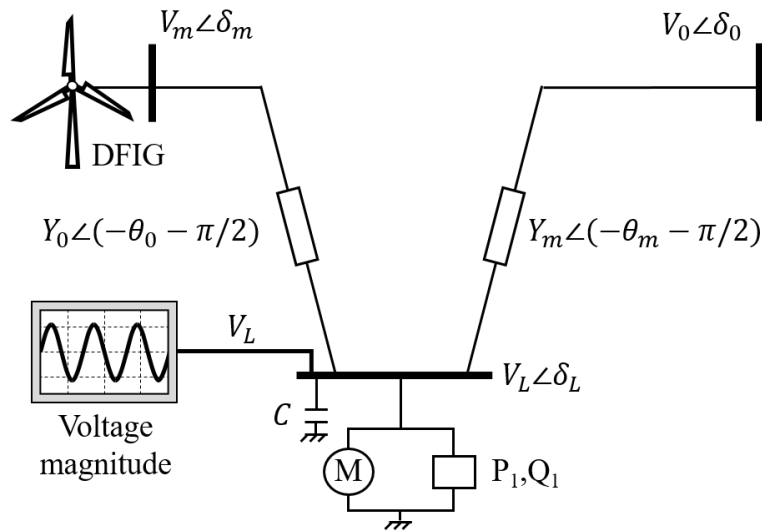 V_m∠δ_m
V_0∠δ_0
DFIG
Y_0∠(−θ_0 − π/2)
Y_m∠(−θ_m − π/2)
V_L
V_L∠δ_L
C
Voltage
magnitude
M
P_1,Q_1